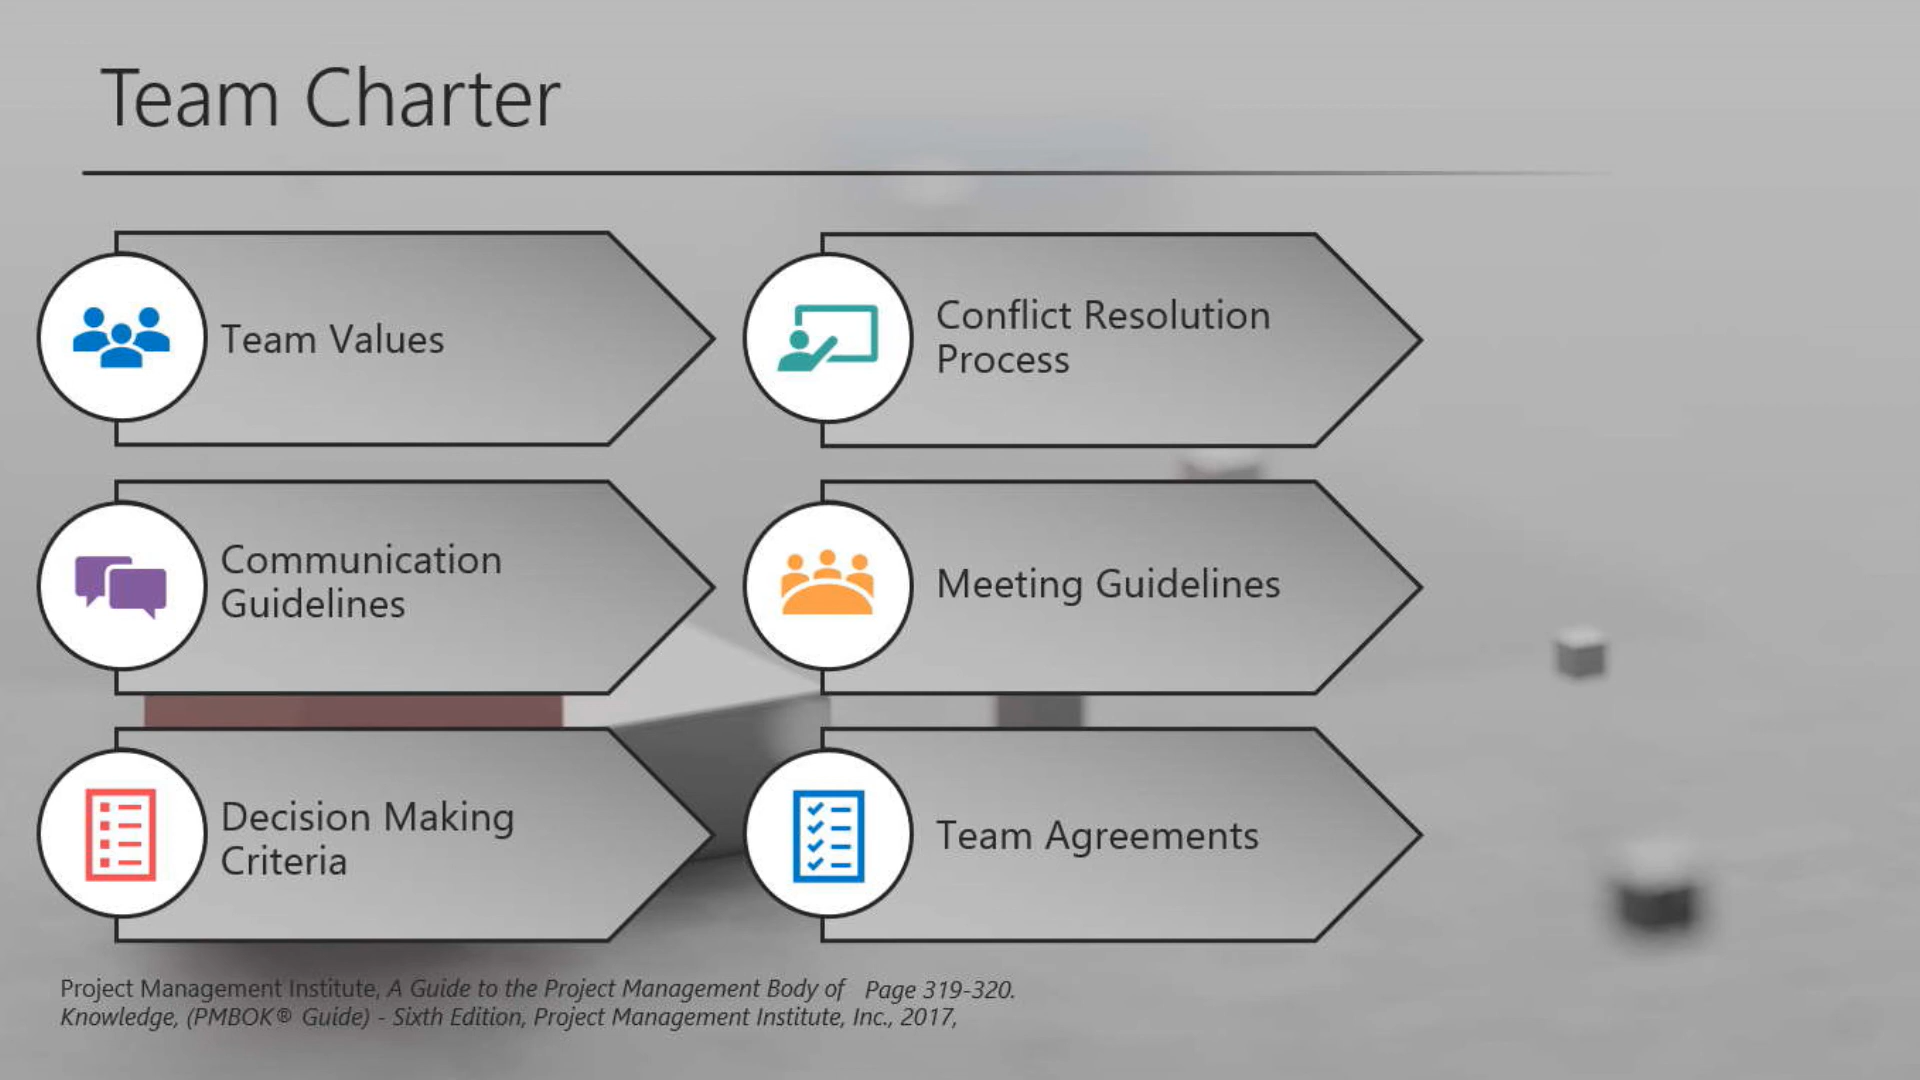 Team Charter
Team Values
Conflict Resolution
Process
Communication
Guidelines
Meeting Guidelines
Decision Making
Criteria
Team Agreements
Project Management Institute, A Guide to the Project Management Body of Page 319-320.
Knowledge, (PMBOK® Guide) - Sixth Edition, Project Management Institute, Inc., 2017,